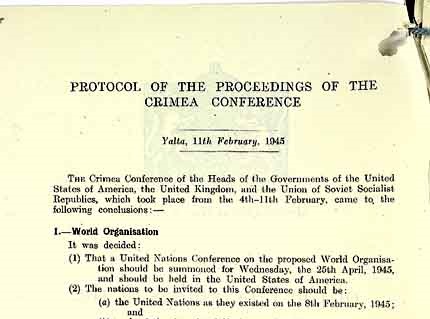 PROTOCOL OF THE PROCEEDINGS OF THE
CRIMEA CONFERENCE
Yalta, 11th February, 1945
THE Crimea Conference of the Heads of the Governments of the United
States of America, the United Kingdom, and the Union of Soviet Socialist
Republics, which took place from the 4th-11th February, came to the
following conclusions:—
I.—World Organisation
It was decided:
(1) That a United Nations Conference on the proposed World Organisa-
tion should be summoned for Wednesday, the 25th April, 1945,
and should be held in the United States of America.
(2) The nations to be invited to this Conference should be:
(a) the United Nations as they existed on the 8th February, 1945;
and